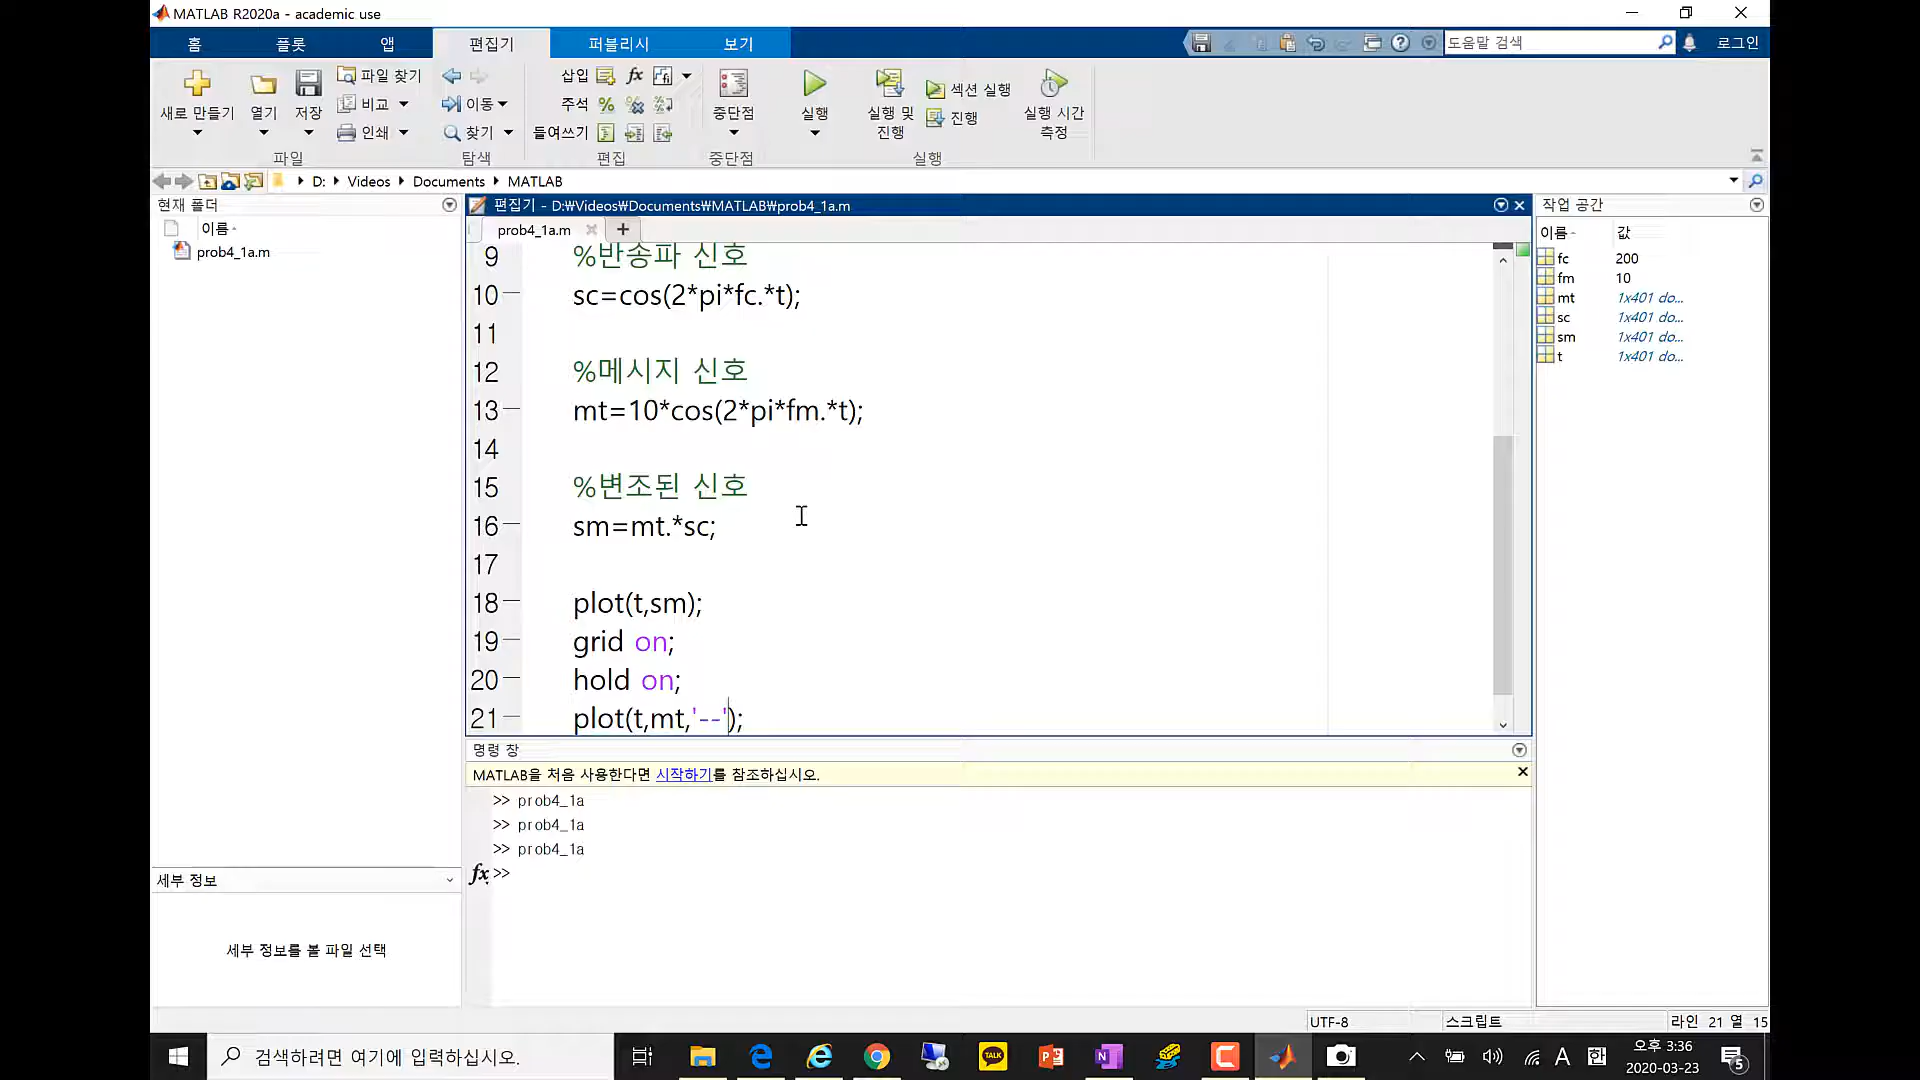 MATLAB R2020a - academic use
홈 플롯 앱 편집기 퍼블리시 보기
도움말 검색
로그인
새로 만들기
열기
저장
파일 찾기
비교
인쇄
파일
이동
찾기
탐색
삽입
주석
들여쓰기
편집
중단점
중단점
실행
실행 및
진행
섹션 실행
진행
실행 시간
측정
실행
D: Videos Documents MATLAB
현재 폴더
이름
prob4_1a.m
편집기 - D:₩Videos₩Documents₩MATLAB₩prob4_1a.m
prob4_1a.m
9 %반송파 신호
10 sc=cos(2*pi*fc.*t);
11
12 %메시지 신호
13 mt=10*cos(2*pi*fm.*t);
14
15 %변조된 신호
16 sm=mt.*sc;
17
18 plot(t,sm);
19 grid on;
20 hold on;
21 plot(t,mt,'--');
명령 창
MATLAB을 처음 사용한다면 시작하기를 참조하십시오.
>> prob4_1a
>> prob4_1a
>> prob4_1a
fx >>
작업 공간
이름 값
fc 200
fm 10
mt 1x401 do...
sc 1x401 do...
sm 1x401 do...
t 1x401 do...
세부 정보
세부 정보를 볼 파일 선택
UTF-8 스크립트 라인 21 열 15
검색하려면 여기에 입력하십시오.
TALK
A 한
오후 3:36
2020-03-23
5